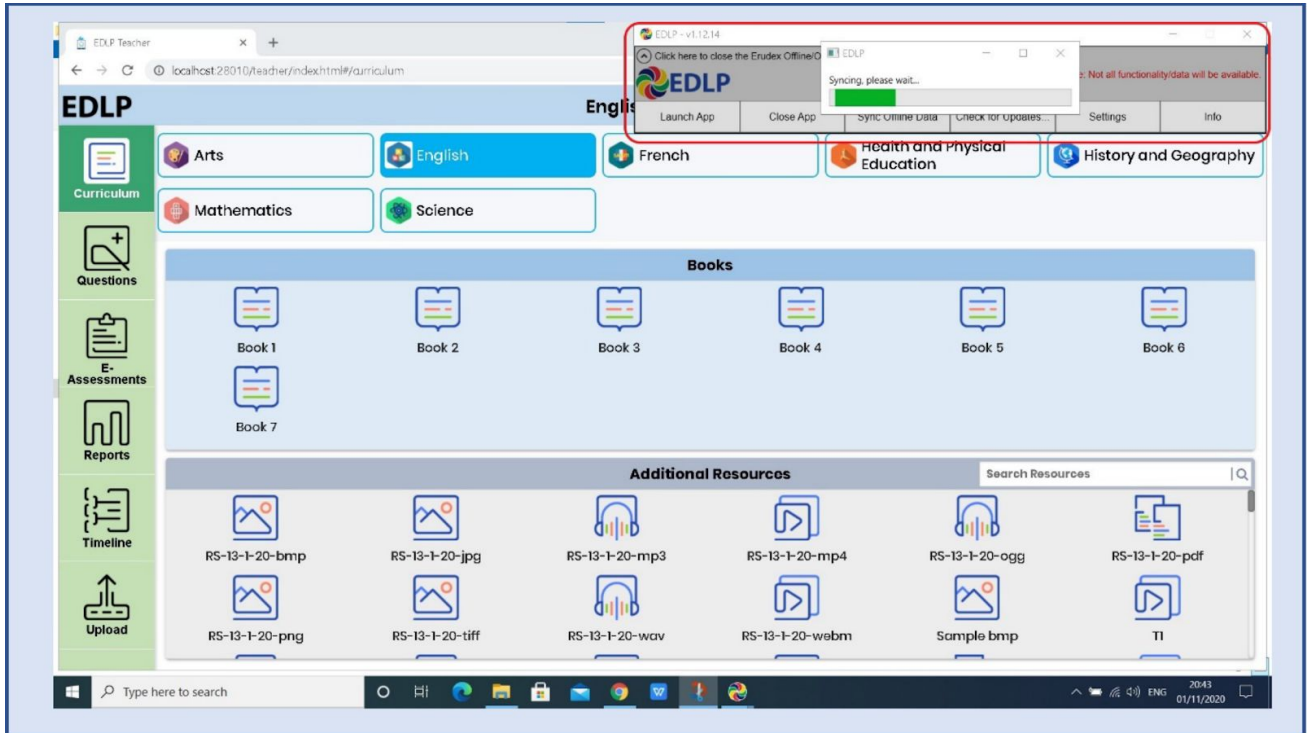 EDLP Teacher
EDLP - v1.12.14
localhost:28010/teacher/index.html#/curriculum
Click here to close the Erudex Offline/O
EDLP
Syncing, please wait...
e: Not all functionality/data will be available.
EDLP
EDLP
Englis
Launch App
Close App
Sync Offline Data
Check for Updates...
Settings
Info
Curriculum
Arts
English
French
Health and Physical
Education
History and Geography
Mathematics
Science
Questions
E-
Assessments
Reports
Timeline
Upload
Books
Book 1
Book 2
Book 3
Book 4
Book 5
Book 6
Book 7
Additional Resources
Search Resources
RS-13-1-20-bmp
RS-13-1-20-jpg
RS-13-1-20-mp3
RS-13-1-20-mp4
RS-13-1-20-ogg
RS-13-1-20-pdf
RS-13-1-20-png
RS-13-1-20-tiff
RS-13-1-20-wav
RS-13-1-20-webm
Sample bmp
TI
Type here to search
ENG
20:43
01/11/2020